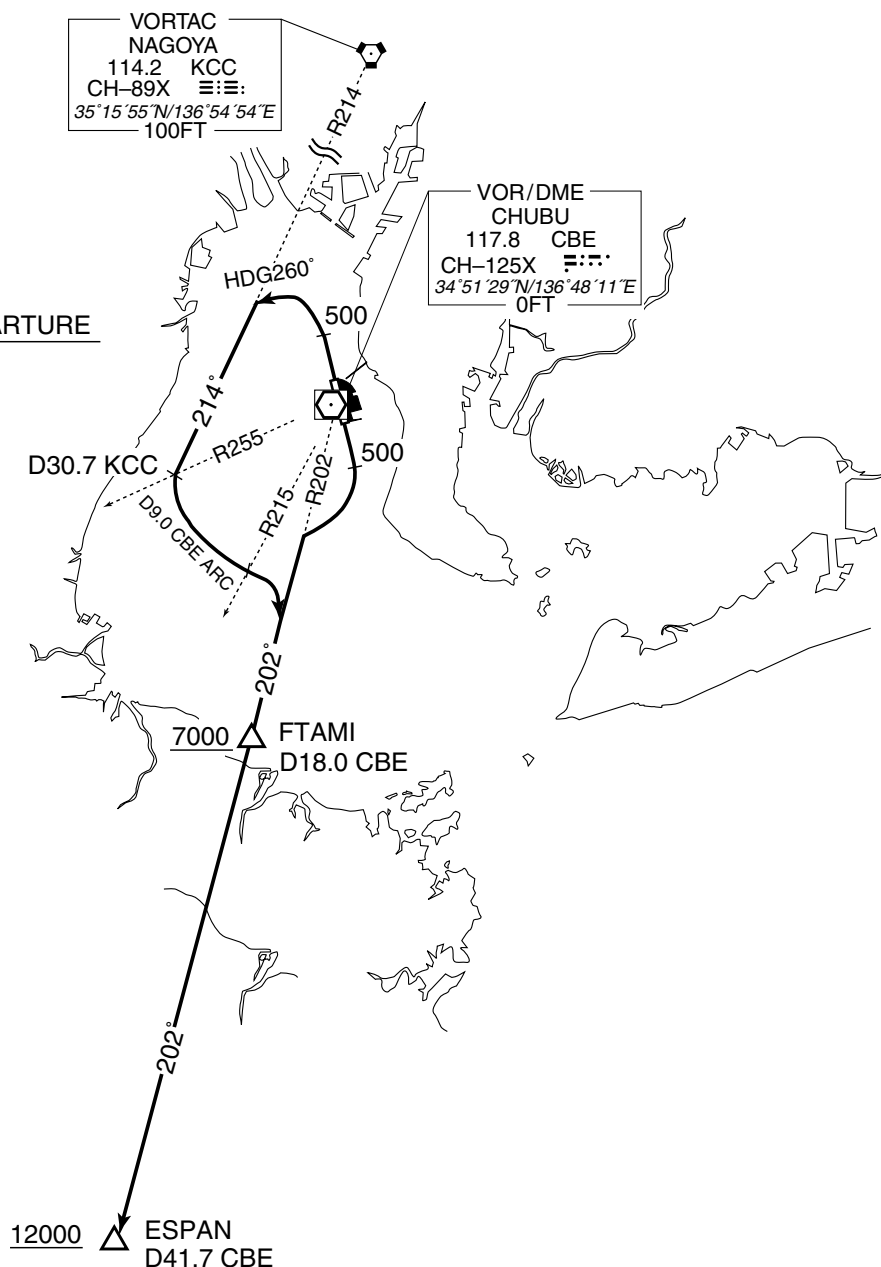 VORTAC
NAGOYA
114.2 KCC
CH–89X
35°15´55˝N/136°54´54˝E
100FT
R214
VOR/DME
CHUBU
117.8 CBE
CH–125X
34°51´29˝N/136°48´11˝E
0FT
HDG260°
500
ARTURE
214°
R255
D30.7 KCC
500
R202
R215
D9.0 CBE ARC
202°
7000
FTAMI
D18.0 CBE
202°
12000
ESPAN
D41.7 CBE